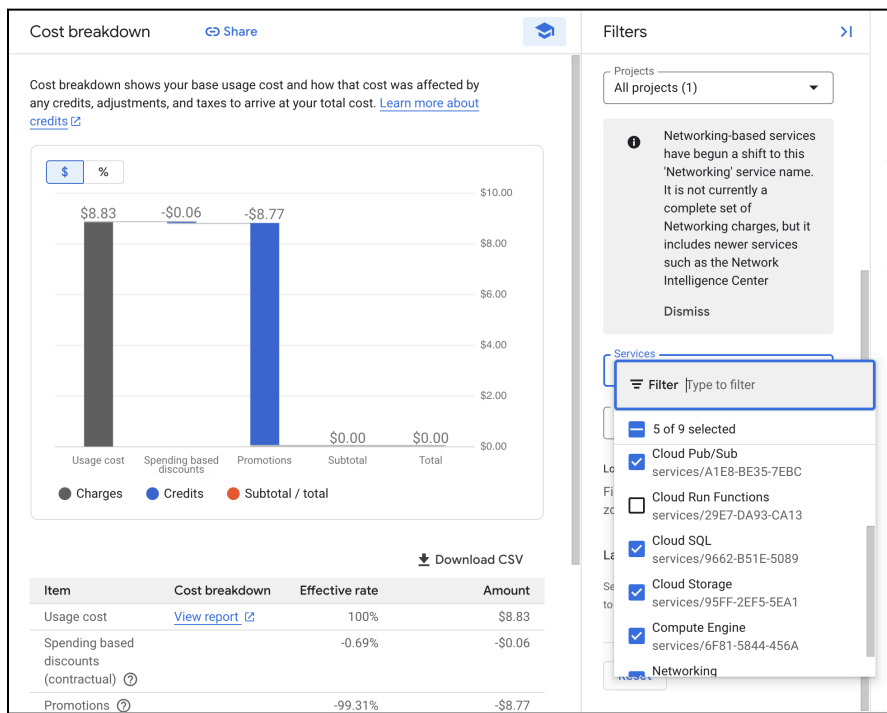 Cost breakdown
Share
Cost breakdown shows your base usage cost and how that cost was affected by
any credits, adjustments, and taxes to arrive at your total cost. Learn more about
credits
$ %
$10.00
$8.00
$6.00
$4.00
$2.00
$0.00
$8.83
-$0.06
-$8.77
$0.00
$0.00
Usage cost
Spending based
discounts
Promotions
Subtotal
Total
Charges
Credits
Subtotal / total
Download CSV
Item Cost breakdown Effective rate Amount
Usage cost View report 100% $8.83
Spending based -0.69% -$0.06
discounts
(contractual)
Promotions -99.31% -$8.77
Filters
Projects
All projects (1)
Networking-based services
have begun a shift to this
'Networking' service name.
It is not currently a
complete set of
Networking charges, but it
includes newer services
such as the Network
Intelligence Center
Dismiss
Services
Filter Type to filter
5 of 9 selected
Cloud Pub/Sub
services/A1E8-BE35-7EBC
Cloud Run Functions
services/29E7-DA93-CA13
Cloud SQL
services/9662-B51E-5089
Cloud Storage
services/95FF-2EF5-5EA1
Compute Engine
services/6F81-5844-456A
Networking